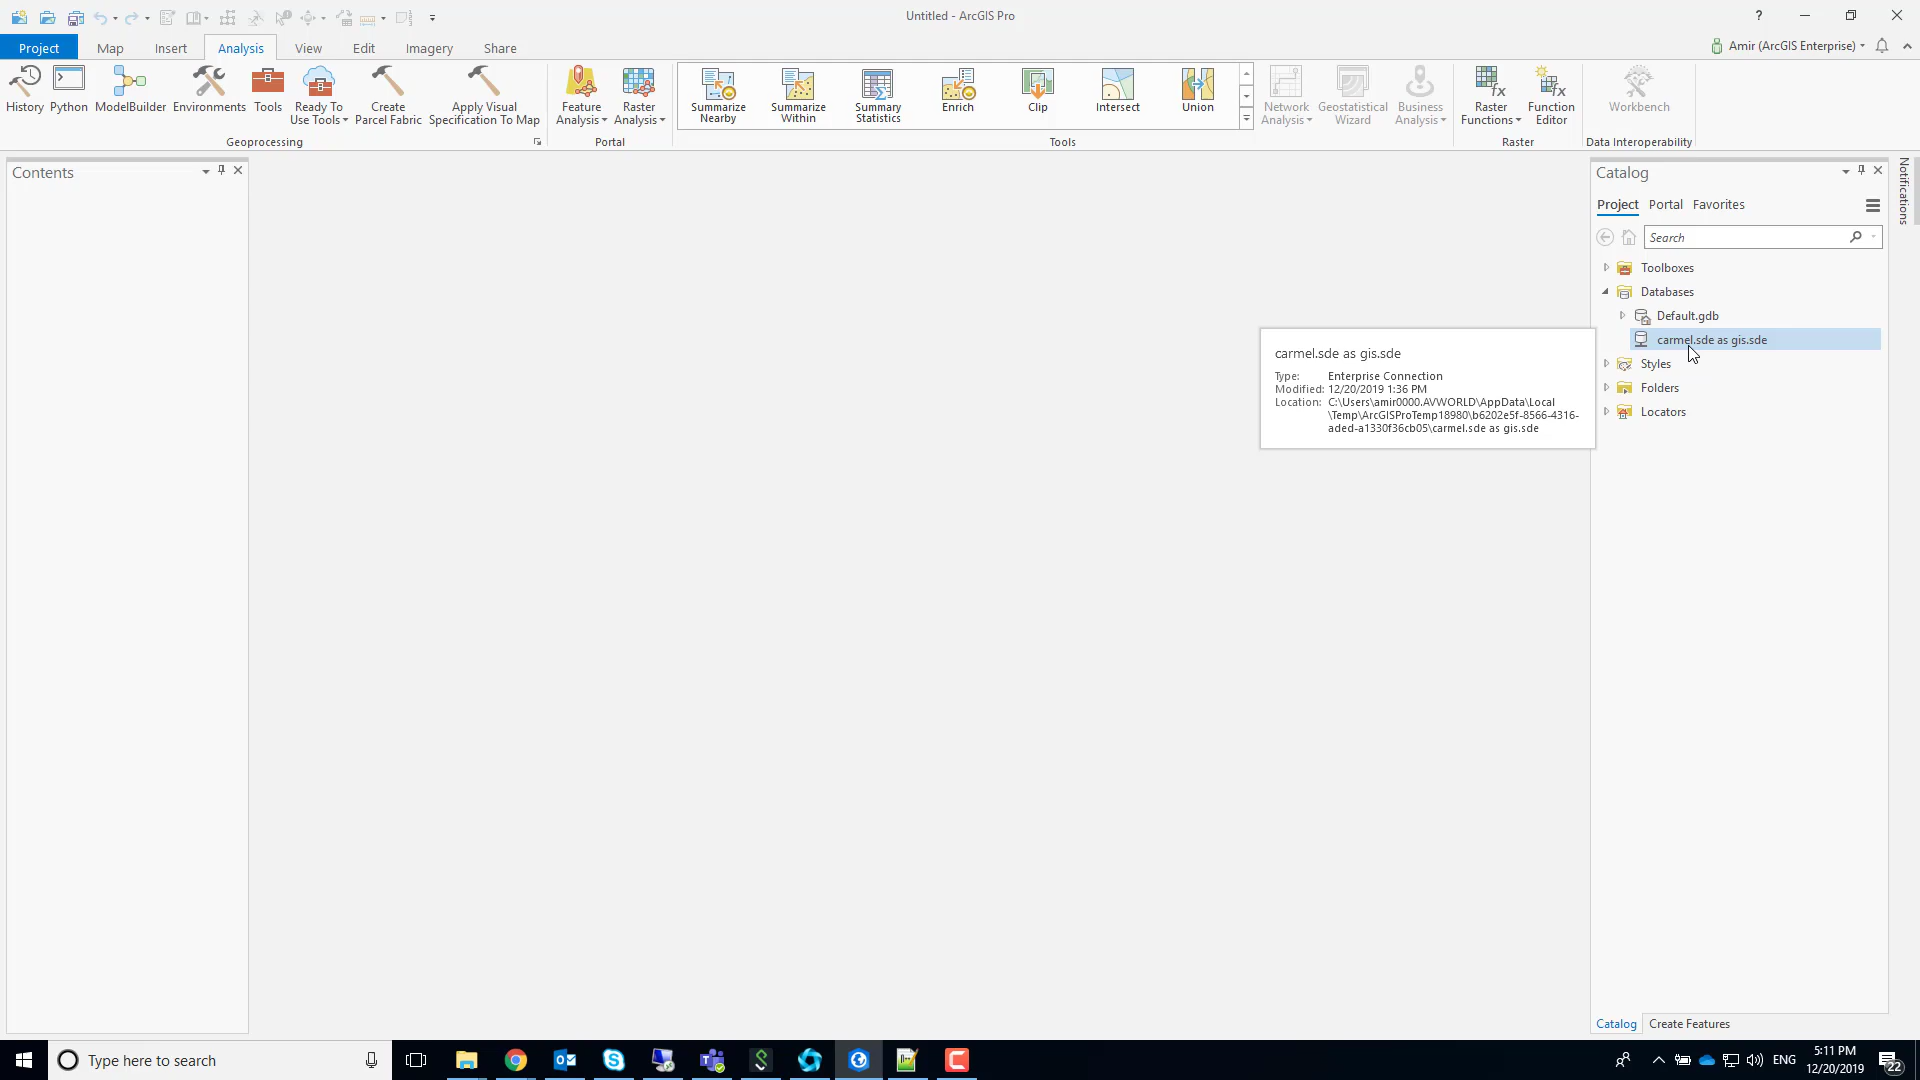 Untitled - ArcGIS Pro
?
Project
Map
Insert
Analysis
View
Edit
Imagery
Share
Amir (ArcGIS Enterprise)
History
Python
ModelBuilder
Environments
Tools
Ready To
Use Tools
Create
Parcel Fabric
Apply Visual
Specification To Map
Geoprocessing
Feature
Analysis
Raster
Analysis
Portal
Summarize
Nearby
Summarize
Within
Summary
Statistics
Enrich
Clip
Intersect
Union
Tools
Network
Analysis
Geostatistical
Wizard
Business
Analysis
Raster
Functions
Function
Editor
Raster
Workbench
Data Interoperability
Contents
Catalog
Notifications
Project
Portal
Favorites
Search
Toolboxes
Databases
Default.gdb
carmel.sde as gis.sde
Styles
Folders
Locators
carmel.sde as gis.sde
Type: Enterprise Connection
Modified: 12/20/2019 1:36 PM
Location: C:\Users\amir0000.AVWORLD\AppData\Local
\Temp\ArcGISProTemp18980\b6202e5f-8566-4316-
aded-a1330f36cb05\carmel.sde as gis.sde
Catalog
Create Features
Type here to search
ENG
5:11 PM
12/20/2019
22